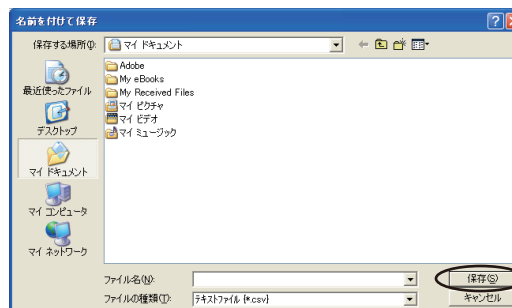 名前を付けて保存
保存する場所(I): マイ ドキュメント
最近使ったファイル
デスクトップ
マイ ドキュメント
マイ コンピュータ
マイ ネットワーク
Adobe
My eBooks
My Received Files
マイ ピクチャ
マイ ビデオ
マイ ミュージック
ファイル名(N): 保存(S)
ファイルの種類(T): テキストファイル (*.csv) キャンセル